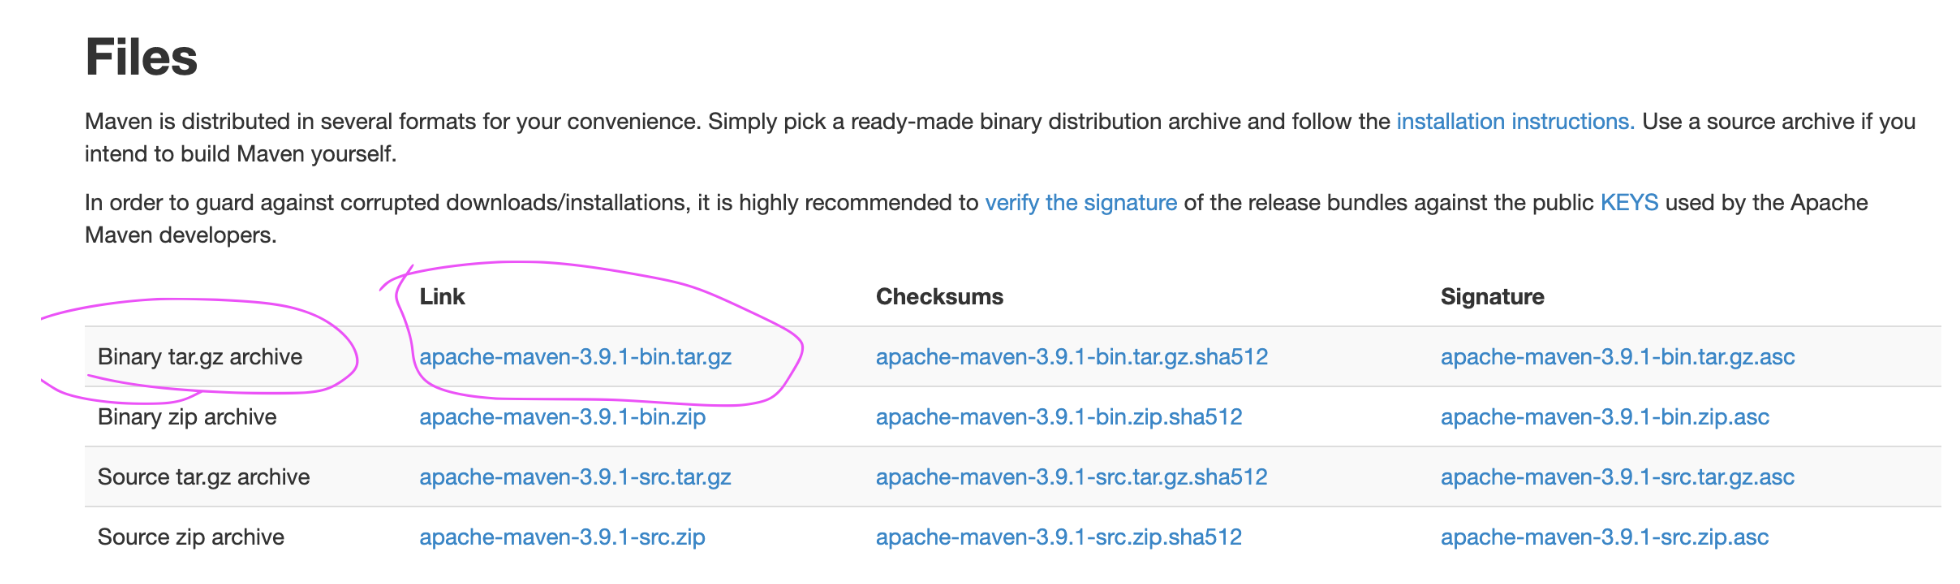 Files
Maven is distributed in several formats for your convenience. Simply pick a ready-made binary distribution archive and follow the installation instructions. Use a source archive if you
intend to build Maven yourself.
In order to guard against corrupted downloads/installations, it is highly recommended to verify the signature of the release bundles against the public KEYS used by the Apache
Maven developers.
Link Checksums Signature
Binary tar.gz archive apache-maven-3.9.1-bin.tar.gz apache-maven-3.9.1-bin.tar.gz.sha512 apache-maven-3.9.1-bin.tar.gz.asc
Binary zip archive apache-maven-3.9.1-bin.zip apache-maven-3.9.1-bin.zip.sha512 apache-maven-3.9.1-bin.zip.asc
Source tar.gz archive apache-maven-3.9.1-src.tar.gz apache-maven-3.9.1-src.tar.gz.sha512 apache-maven-3.9.1-src.tar.gz.asc
Source zip archive apache-maven-3.9.1-src.zip apache-maven-3.9.1-src.zip.sha512 apache-maven-3.9.1-src.zip.asc